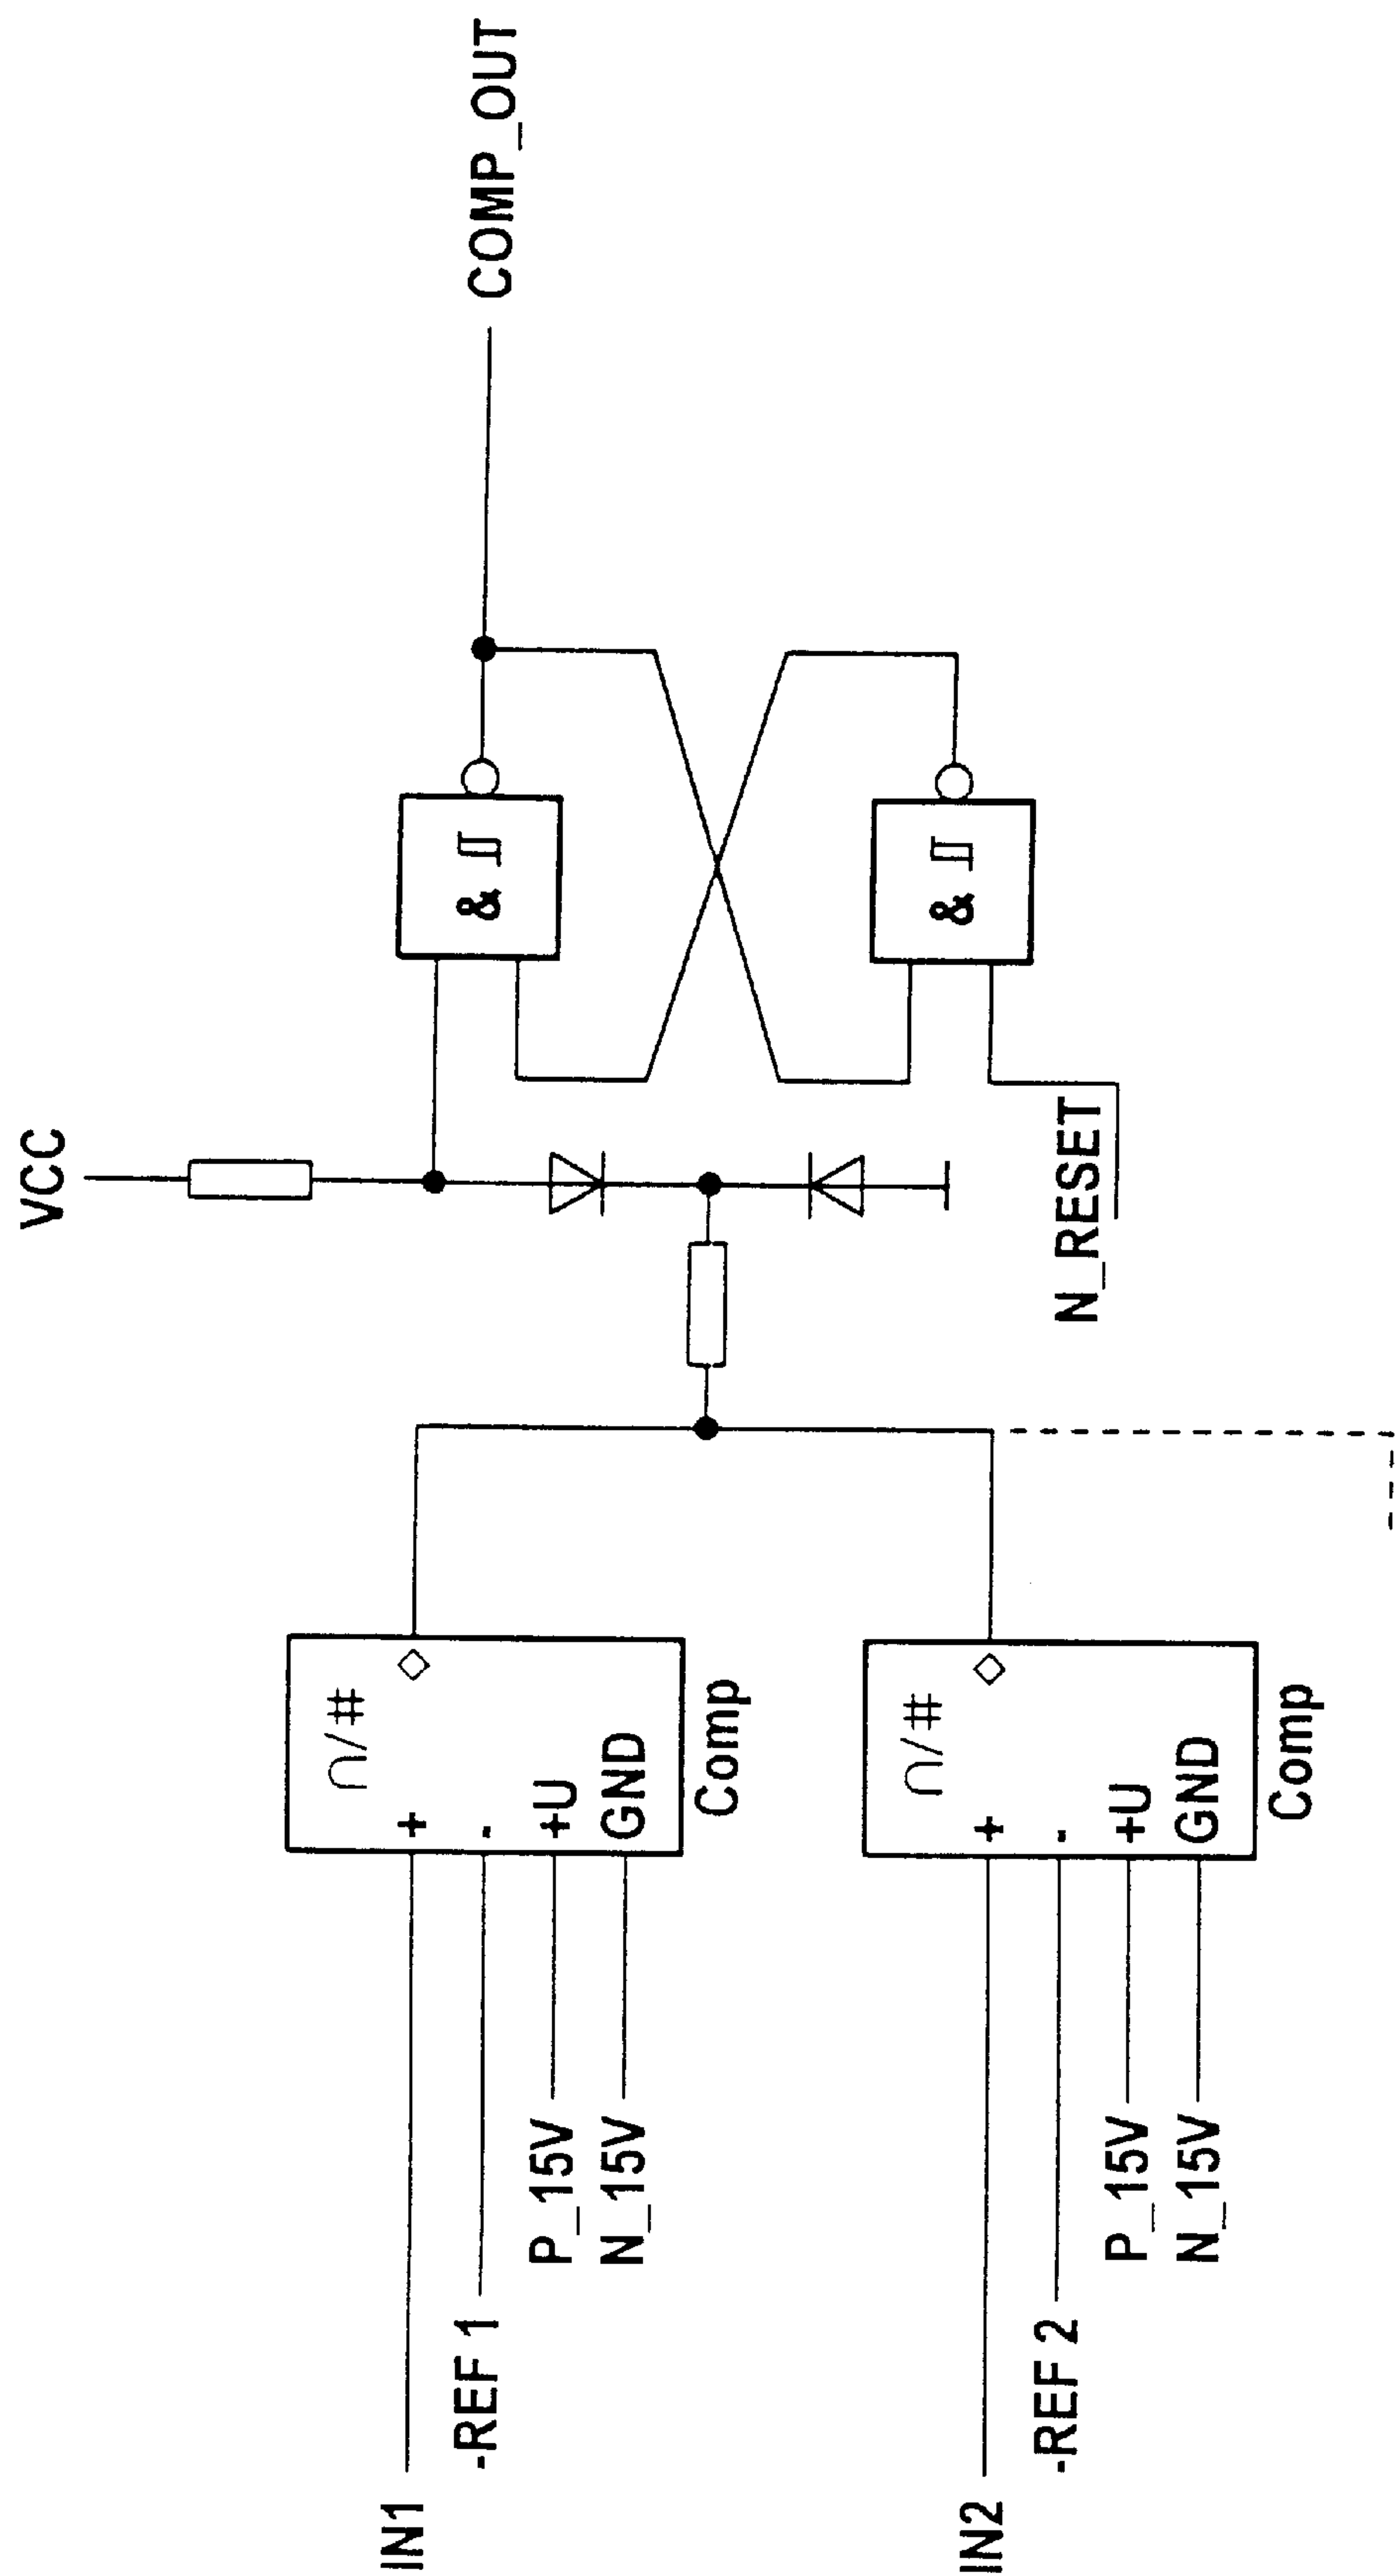 VCC
COMP_OUT
&
&
N_RESET
∩/#
+
-
+U
GND
Comp
IN1
-REF 1
P_15V
N_15V
∩/#
+
-
+U
GND
Comp
IN2
-REF 2
P_15V
N_15V